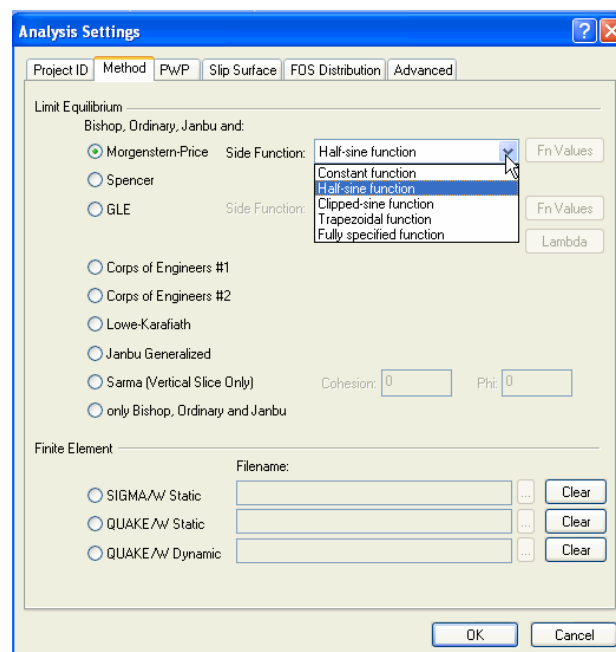 Analysis Settings
Project ID Method PWP Slip Surface FOS Distribution Advanced
Limit Equilibrium
Bishop, Ordinary, Janbu and:
Morgenstern-Price Side Function: Half-sine function Fn Values
Constant function
Spencer
Half-sine function
GLE Side Function: Clipped-sine function Fn Values
Trapezoidal function
Fully specified function
Lambda
Corps of Engineers #1
Corps of Engineers #2
Lowe-Karafiath
Janbu Generalized
Sarma (Vertical Slice Only) Cohesion: 0 Phi: 0
only Bishop, Ordinary and Janbu
Finite Element
Filename:
SIGMA/W Static ... Clear
QUAKE/W Static ... Clear
QUAKE/W Dynamic ... Clear
OK Cancel